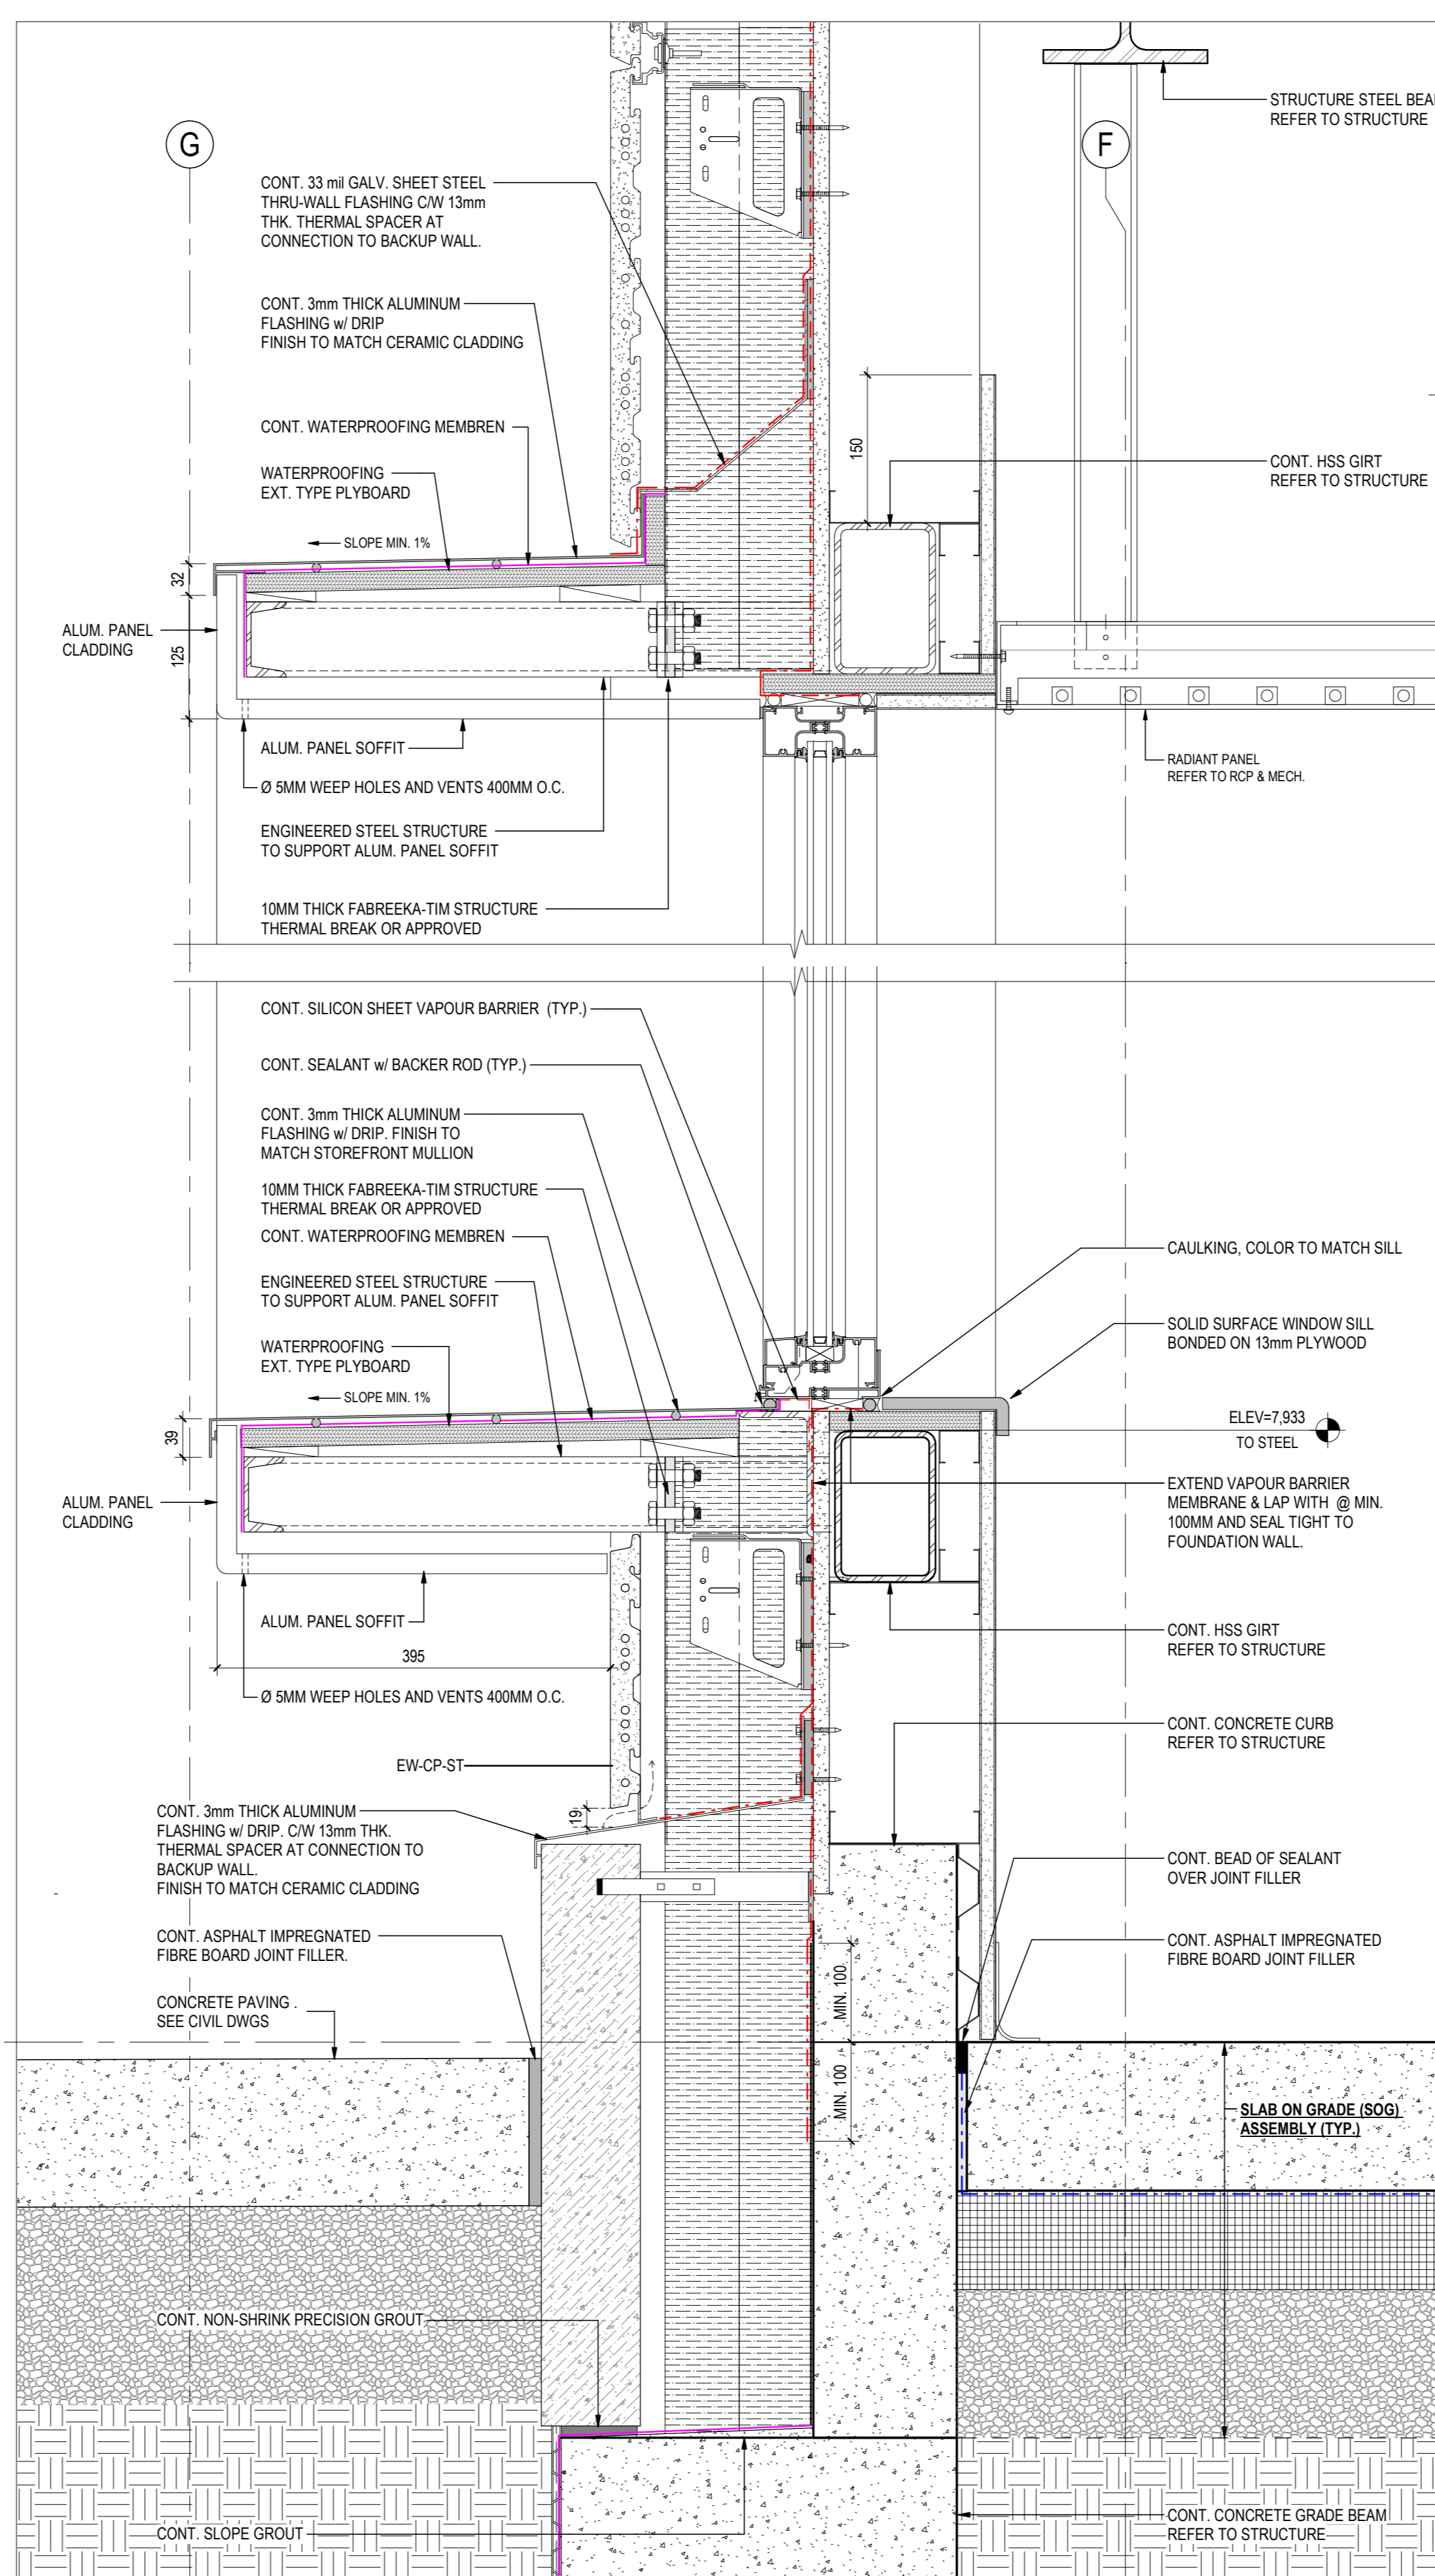 STRUCTURE STEEL BEA
REFER TO STRUCTURE
G
F
CONT. 33 mil GALV. SHEET STEEL
THRU-WALL FLASHING C/W 13mm
THK. THERMAL SPACER AT
CONNECTION TO BACKUP WALL.
CONT. 3mm THICK ALUMINUM
FLASHING w/ DRIP
FINISH TO MATCH CERAMIC CLADDING
CONT. WATERPROOFING MEMBREN
150
CONT. HSS GIRT
REFER TO STRUCTURE
WATERPROOFING
EXT. TYPE PLYBOARD
SLOPE MIN. 1%
32
ALUM. PANEL
CLADDING
125
ALUM. PANEL SOFFIT
RADIANT PANEL
REFER TO RCP & MECH.
Ø 5MM WEEP HOLES AND VENTS 400MM O.C.
ENGINEERED STEEL STRUCTURE
TO SUPPORT ALUM. PANEL SOFFIT
10MM THICK FABREEKA-TIM STRUCTURE
THERMAL BREAK OR APPROVED
CONT. SILICON SHEET VAPOUR BARRIER (TYP.)
CONT. SEALANT w/ BACKER ROD (TYP.)
CONT. 3mm THICK ALUMINUM
FLASHING w/ DRIP. FINISH TO
MATCH STOREFRONT MULLION
10MM THICK FABREEKA-TIM STRUCTURE
THERMAL BREAK OR APPROVED
CONT. WATERPROOFING MEMBREN
CAULKING, COLOR TO MATCH SILL
ENGINEERED STEEL STRUCTURE
TO SUPPORT ALUM. PANEL SOFFIT
SOLID SURFACE WINDOW SILL
BONDED ON 13mm PLYWOOD
WATERPROOFING
EXT. TYPE PLYBOARD
SLOPE MIN. 1%
ELEV=7,933
TO STEEL
39
ALUM. PANEL
CLADDING
EXTEND VAPOUR BARRIER
MEMBRANE & LAP WITH @ MIN.
100MM AND SEAL TIGHT TO
FOUNDATION WALL.
ALUM. PANEL SOFFIT
CONT. HSS GIRT
REFER TO STRUCTURE
395
Ø 5MM WEEP HOLES AND VENTS 400MM O.C.
CONT. CONCRETE CURB
REFER TO STRUCTURE
EW-CP-ST
19
CONT. 3mm THICK ALUMINUM
FLASHING w/ DRIP. C/W 13mm THK.
THERMAL SPACER AT CONNECTION TO
BACKUP WALL.
FINISH TO MATCH CERAMIC CLADDING
CONT. BEAD OF SEALANT
OVER JOINT FILLER
CONT. ASPHALT IMPREGNATED
FIBRE BOARD JOINT FILLER.
CONT. ASPHALT IMPREGNATED
FIBRE BOARD JOINT FILLER
MIN. 100
CONCRETE PAVING .
SEE CIVIL DWGS
MIN. 100
SLAB ON GRADE (SOG)
ASSEMBLY (TYP.)
CONT. NON-SHRINK PRECISION GROUT
CONT. CONCRETE GRADE BEAM
REFER TO STRUCTURE
CONT. SLOPE GROUT